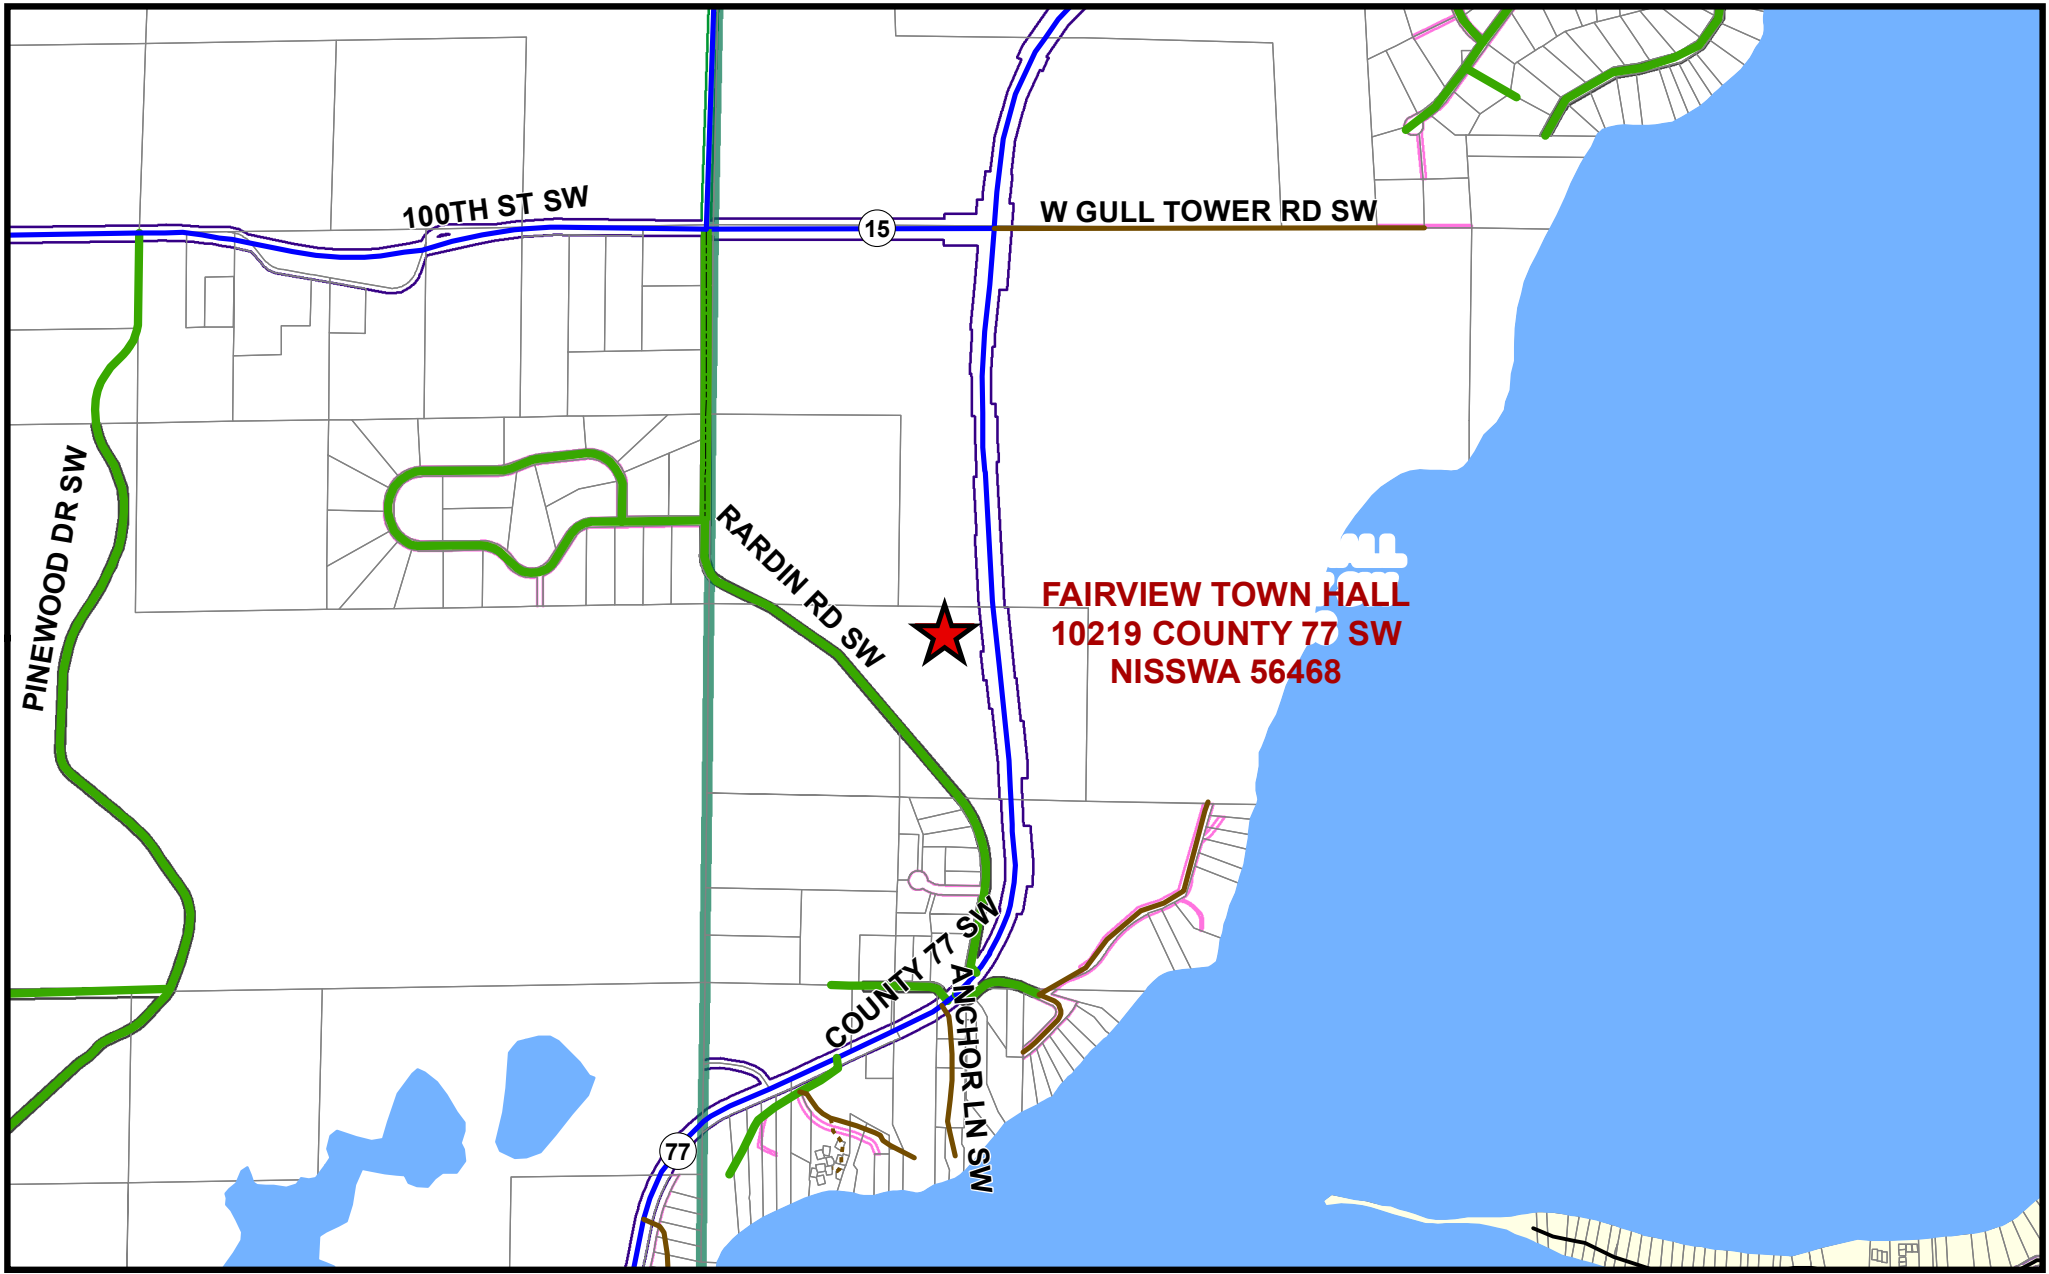 100TH ST SW
15
W GULL TOWER RD SW
PINEWOOD DR SW
RARDIN RD SW
FAIRVIEW TOWN HALL
10219 COUNTY 77 SW
NISSWA 56468
COUNTY 77 SW
ANCHOR LN SW
77